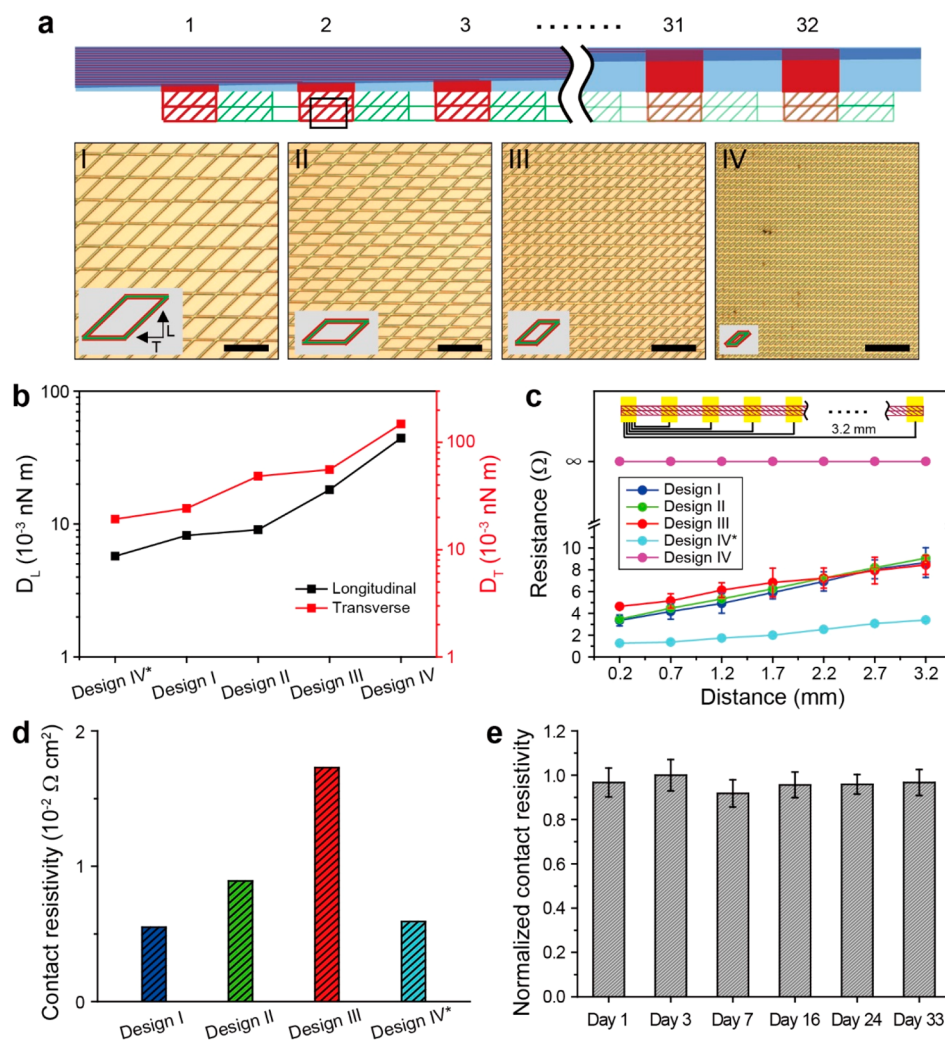 a
1 2 3 ....... 31 32
I II III IV
L
T
b
100
10
1
D_L (10⁻³ nN m)
100
10
1
D_T (10⁻³ nN m)
Longitudinal
Transverse
Design IV* Design I Design II Design III Design IV
c
3.2 mm
Resistance (Ω)
∞
Design I
Design II
Design III
Design IV*
Design IV
10
8
6
4
2
0
0.2 0.7 1.2 1.7 2.2 2.7 3.2
Distance (mm)
d
Contact resistivity (10⁻² Ω cm²)
2
1
0
Design I Design II Design III Design IV*
e
Normalized contact resistivity
1.2
1.0
0.8
0.6
0.4
0.2
0.0
Day 1 Day 3 Day 7 Day 16 Day 24 Day 33